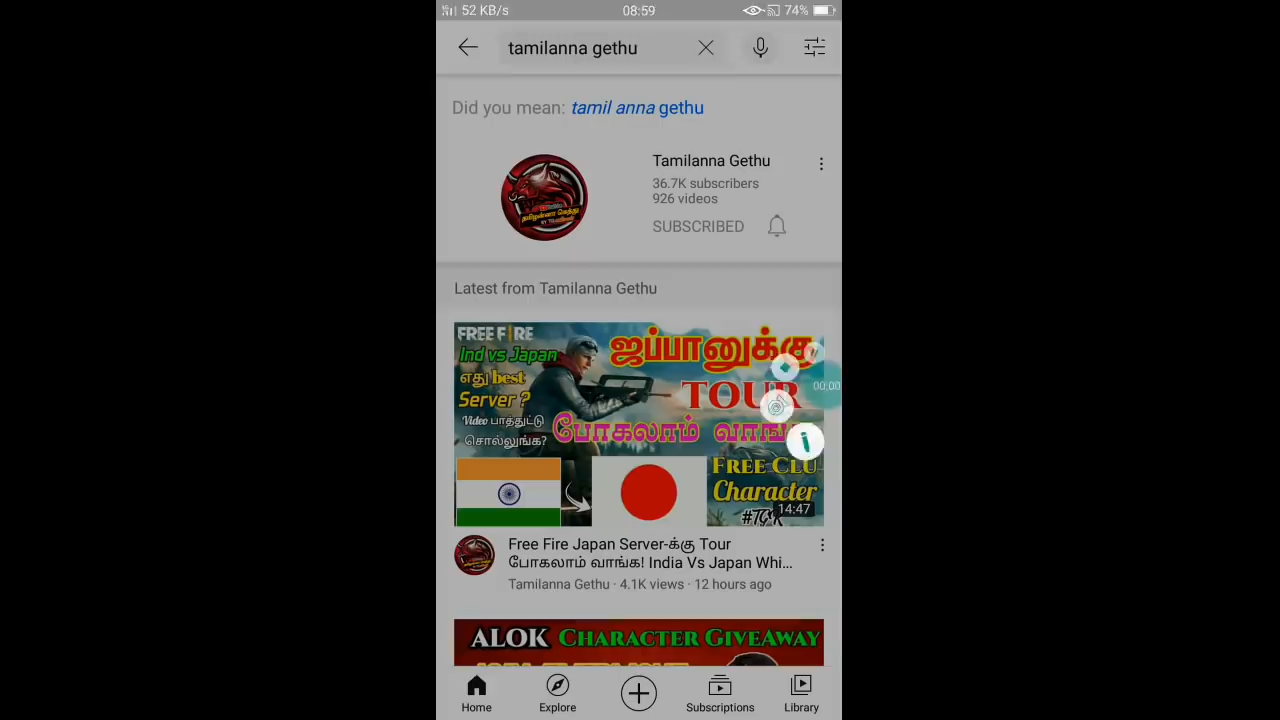 52 KB/s 08:59 74%
tamilanna gethu
Did you mean: tamil anna gethu
Tamilanna Gethu
36.7K subscribers
926 videos
SUBSCRIBED
Latest from Tamilanna Gethu
FREE FIRE
Ind vs Japan
எது best
Server ?
Video பாத்துட்டு
சொல்லுங்க?
ஜப்பானுக்கு
TOUR
போகலாம்
00:00
FREE CLU
Character
14:47
Free Fire Japan Server-க்கு Tour
போகலாம் வாங்க! India Vs Japan Whi...
Tamilanna Gethu · 4.1K views · 12 hours ago
ALOK CHARACTER GIVEAWAY
Home Explore Subscriptions Library